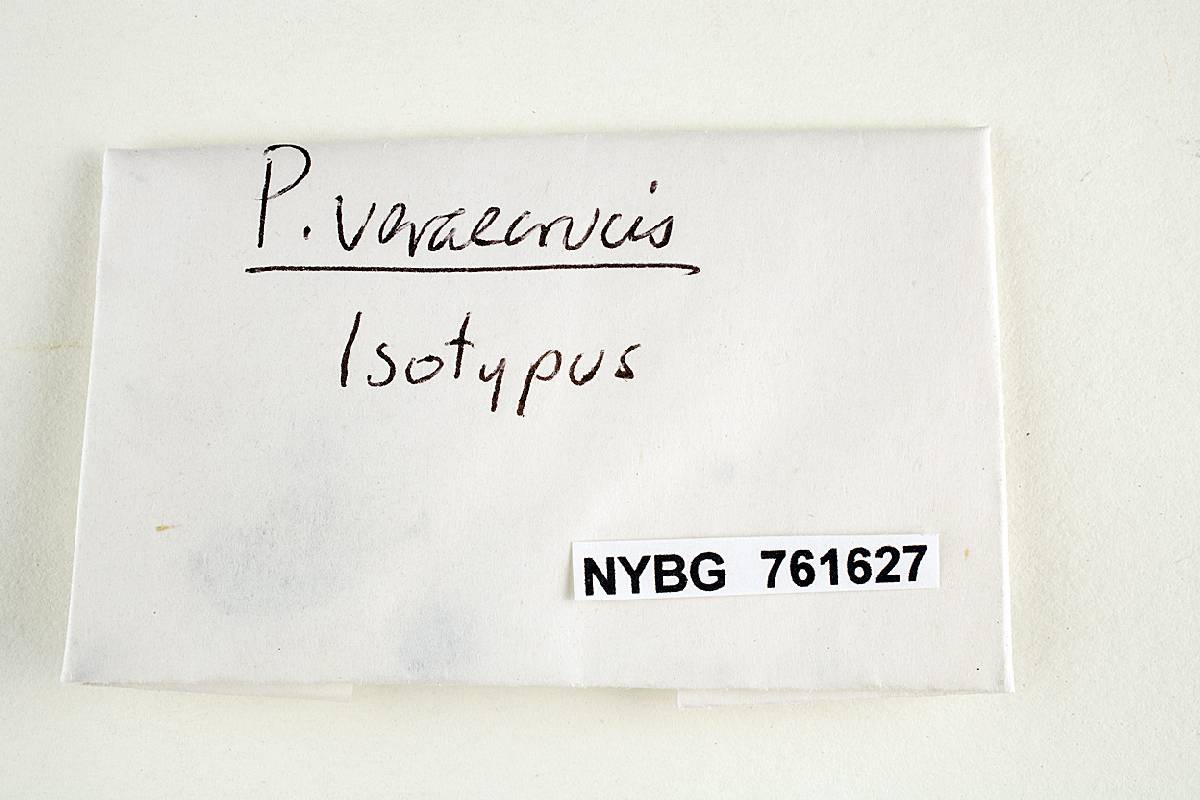 P. veraecrucis
Isotypus
NYBG 761627